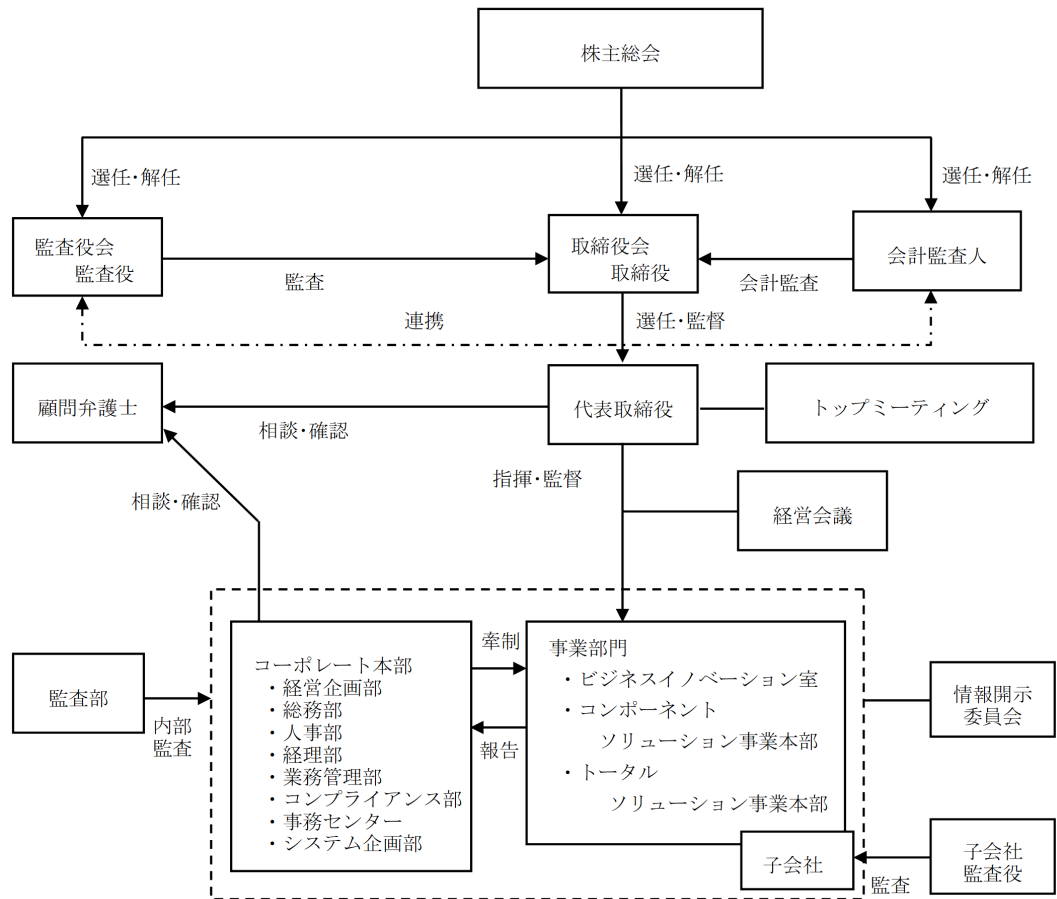 株主総会
選任・解任
選任・解任
選任・解任
監査役会
監査役
監査
取締役会
取締役
会計監査
会計監査人
連携
選任・監督
顧問弁護士
相談・確認
代表取締役
トップミーティング
相談・確認
指揮・監督
経営会議
監査部
内部
監査
コーポレート本部
・経営企画部
・総務部
・人事部
・経理部
・業務管理部
・コンプライアンス部
・事務センター
・システム企画部
牽制
報告
事業部門
・ビジネスイノベーション室
・コンポーネント
ソリューション事業本部
・トータル
ソリューション事業本部
子会社
情報開示
委員会
監査
子会社
監査役